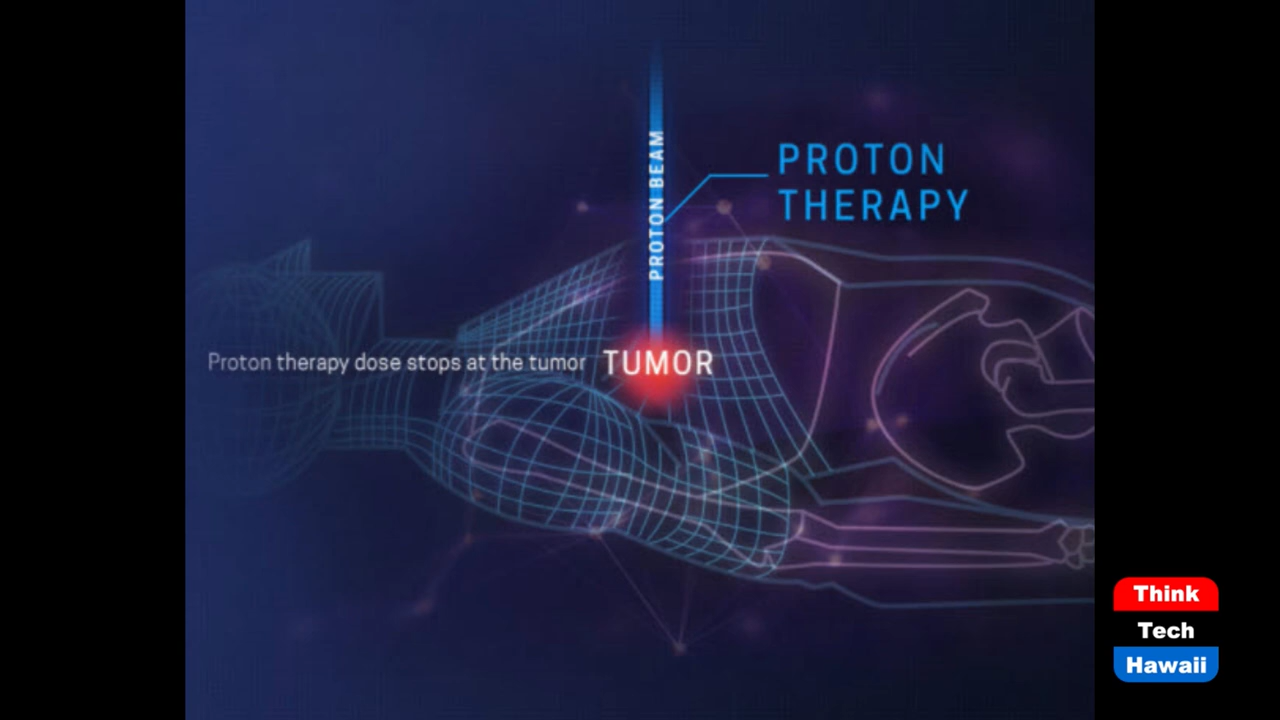 PROTON
THERAPY
PROTON BEAM
Proton therapy dose stops at the tumor
TUMOR
Think
Tech
Hawaii